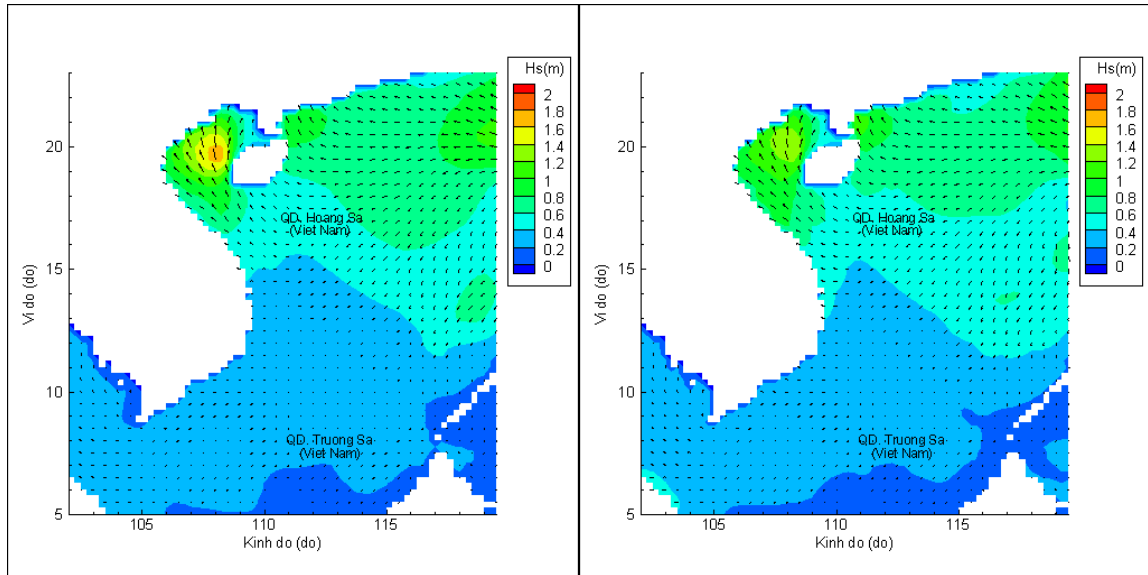 Hs(m)
2
1.8
1.6
1.4
1.2
1
0.8
0.6
0.4
0.2
0
20
15
10
5
Vi do (do)
QD. Hoang Sa
(Viet Nam)
QD. Truong Sa
(Viet Nam)
105
110
115
Kinh do (do)
Hs(m)
2
1.8
1.6
1.4
1.2
1
0.8
0.6
0.4
0.2
0
20
15
10
5
Vi do (do)
QD. Hoang Sa
(Viet Nam)
QD. Truong Sa
(Viet Nam)
105
110
115
Kinh do (do)